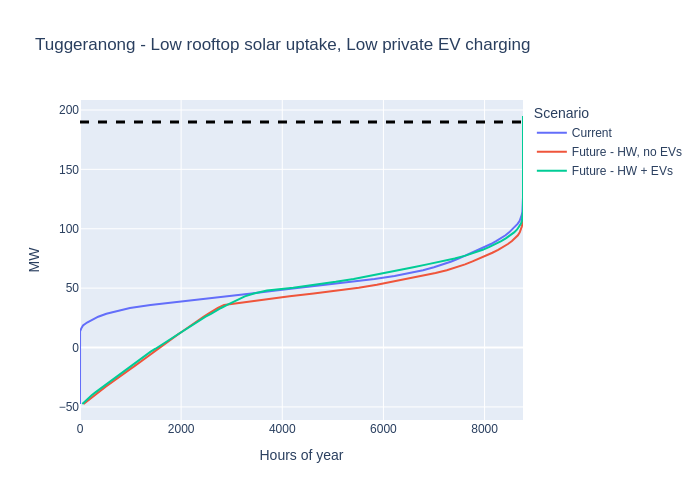 Tuggeranong - Low rooftop solar uptake, Low private EV charging
Scenario
Current
Future - HW, no EVs
Future - HW + EVs
MW
200
150
100
50
0
−50
0
2000
4000
6000
8000
Hours of year